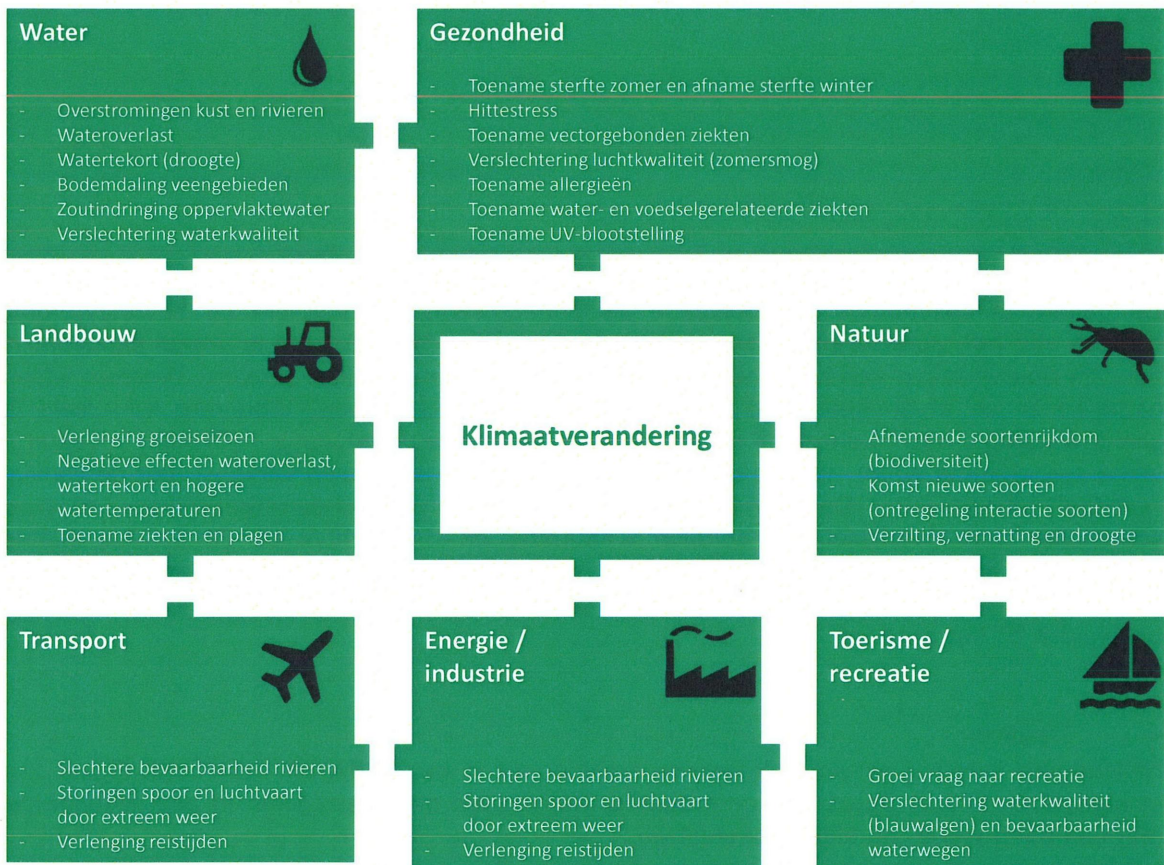 Water
- Overstromingen kust en rivieren
- Wateroverlast
- Watertekort (droogte)
- Bodemdaling veengebieden
- Zoutindringing oppervlaktewater
- Verslechtering waterkwaliteit
Gezondheid
- Toename sterfte zomer en afname sterfte winter
- Hittestress
- Toename vectorgebonden ziekten
- Verslechtering luchtkwaliteit (zomersmog)
- Toename allergieën
- Toename water- en voedselgerelateerde ziekten
- Toename UV-blootstelling
Landbouw
- Verlenging groeiseizoen
- Negatieve effecten wateroverlast,
watertekort en hogere
watertemperaturen
- Toename ziekten en plagen
Klimaatverandering
Natuur
- Afnemende soortenrijkdom
(biodiversiteit)
- Komst nieuwe soorten
(ontregeling interactie soorten)
- Verzilting, vernatting en droogte
Transport
- Slechtere bevaarbaarheid rivieren
- Storingen spoor en luchtvaart
door extreem weer
- Verlenging reistijden
Energie /
industrie
- Slechtere bevaarbaarheid rivieren
- Storingen spoor en luchtvaart
door extreem weer
- Verlenging reistijden
Toerisme /
recreatie
- Groei vraag naar recreatie
- Verslechtering waterkwaliteit
(blauwalgen) en bevaarbaarheid
waterwegen